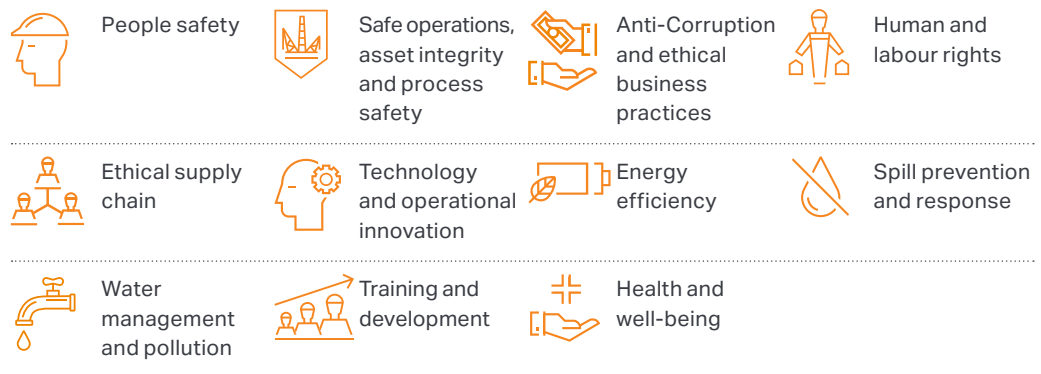 People safety
Safe operations,
asset integrity
and process
safety
Anti-Corruption
and ethical
business
practices
Human and
labour rights
Ethical supply
chain
Technology
and operational
innovation
Energy
efficiency
Spill prevention
and response
Water
management
and pollution
Training and
development
Health and
well-being